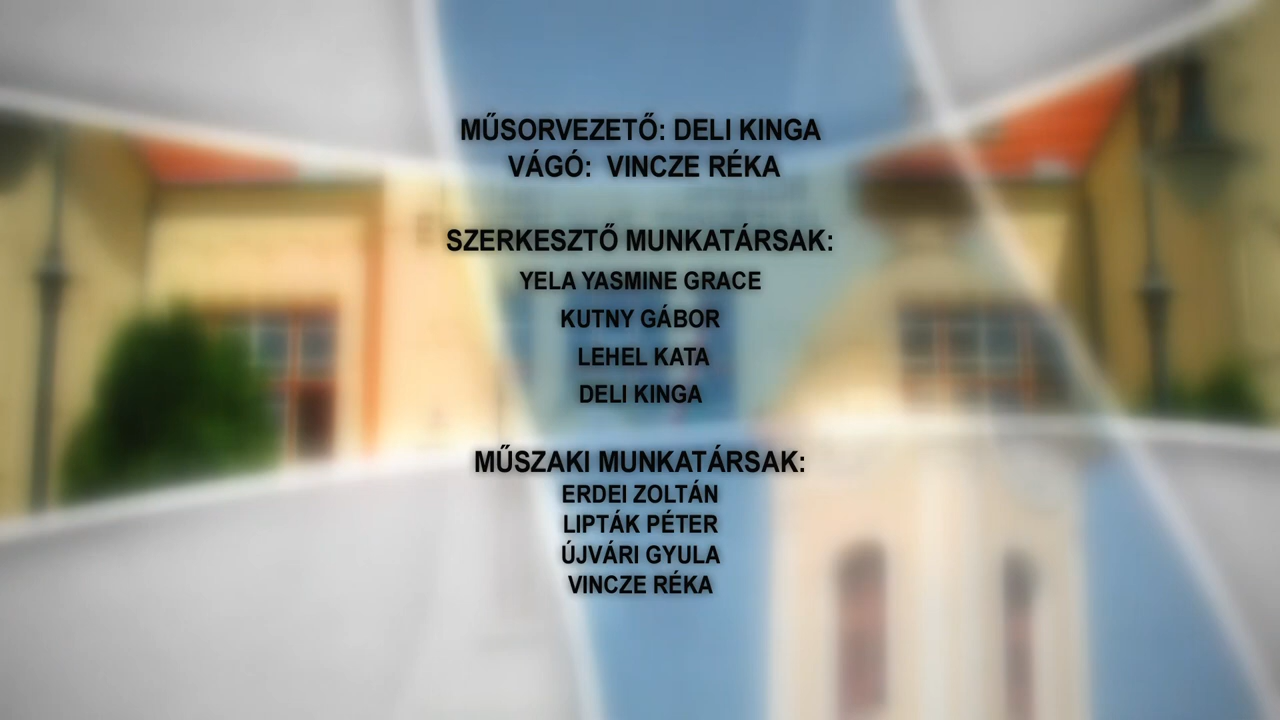 MŰSORVEZETŐ: DELI KINGA
VÁGÓ: VINCZE RÉKA
SZERKESZTŐ MUNKATÁRSAK:
YELA YASMINE GRACE
KUTNY GÁBOR
LEHEL KATA
DELI KINGA
MŰSZAKI MUNKATÁRSAK:
ERDEI ZOLTÁN
LIPTÁK PÉTER
ÚJVÁRI GYULA
VINCZE RÉKA